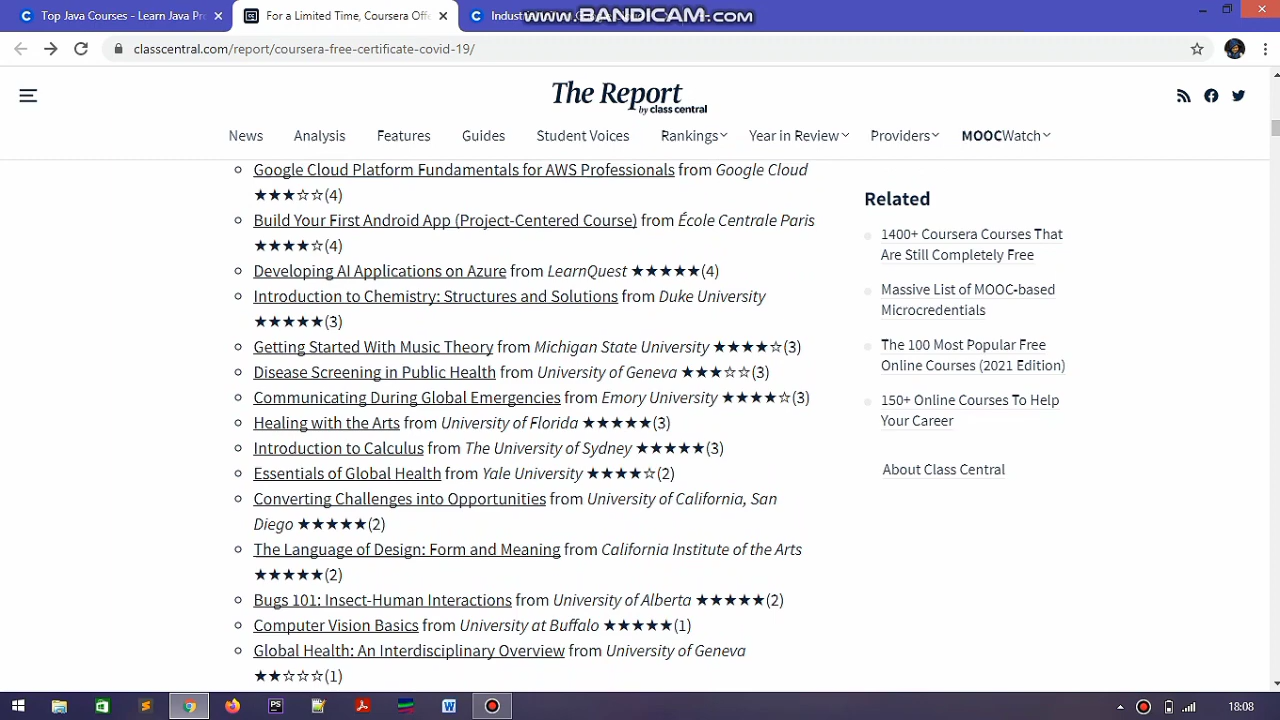 Top Java Courses - Learn Java Pro
For a Limited Time, Coursera Offe
Indust
www.BANDICAM.com
classcentral.com/report/coursera-free-certificate-covid-19/
The Report
by class central
News Analysis Features Guides Student Voices Rankings Year in Review Providers MOOCWatch
Google Cloud Platform Fundamentals for AWS Professionals from Google Cloud
★★★☆☆(4)
Build Your First Android App (Project-Centered Course) from École Centrale Paris
★★★★☆(4)
Developing AI Applications on Azure from LearnQuest ★★★★★(4)
Introduction to Chemistry: Structures and Solutions from Duke University
★★★★★(3)
Getting Started With Music Theory from Michigan State University ★★★★☆(3)
Disease Screening in Public Health from University of Geneva ★★★☆☆(3)
Communicating During Global Emergencies from Emory University ★★★★☆(3)
Healing with the Arts from University of Florida ★★★★★(3)
Introduction to Calculus from The University of Sydney ★★★★★(3)
Essentials of Global Health from Yale University ★★★★☆(2)
Converting Challenges into Opportunities from University of California, San
Diego ★★★★★(2)
The Language of Design: Form and Meaning from California Institute of the Arts
★★★★★(2)
Bugs 101: Insect-Human Interactions from University of Alberta ★★★★★(2)
Computer Vision Basics from University at Buffalo ★★★★★(1)
Global Health: An Interdisciplinary Overview from University of Geneva
★★☆☆☆(1)
Related
1400+ Coursera Courses That
Are Still Completely Free
Massive List of MOOC-based
Microcredentials
The 100 Most Popular Free
Online Courses (2021 Edition)
150+ Online Courses To Help
Your Career
About Class Central
18:08